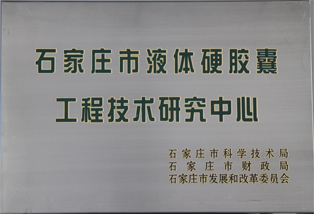 石家庄市液体硬胶囊
工程技术研究中心
石家庄市科学技术局
石家庄市财政局
石家庄市发展和改革委员会